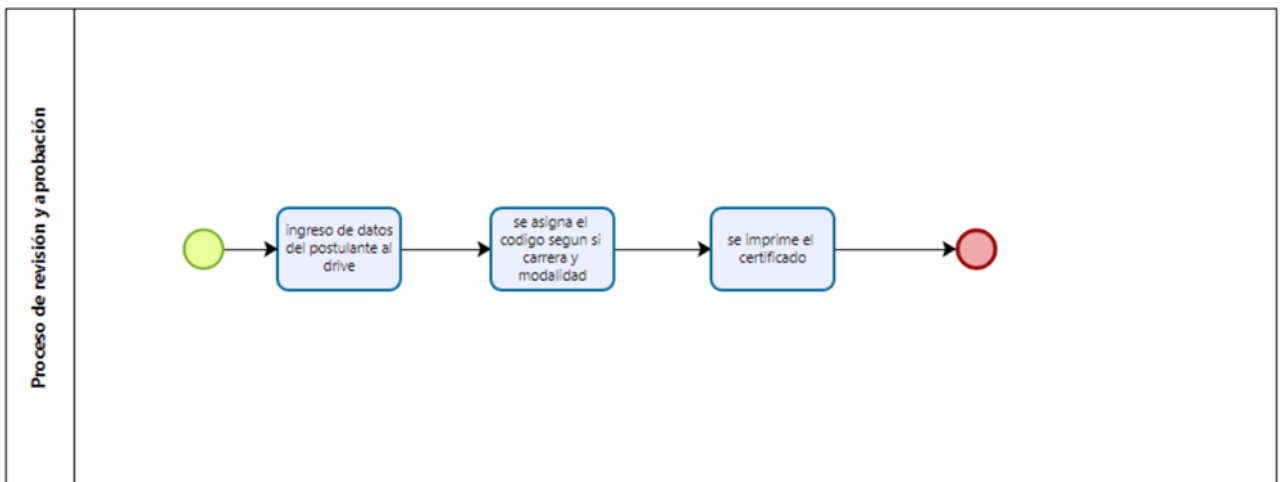 Proceso de revisión y aprobación
ingreso de datos
del postulante al
drive
se asigna el
codigo segun si
carrera y
modalidad
se imprime el
certificado